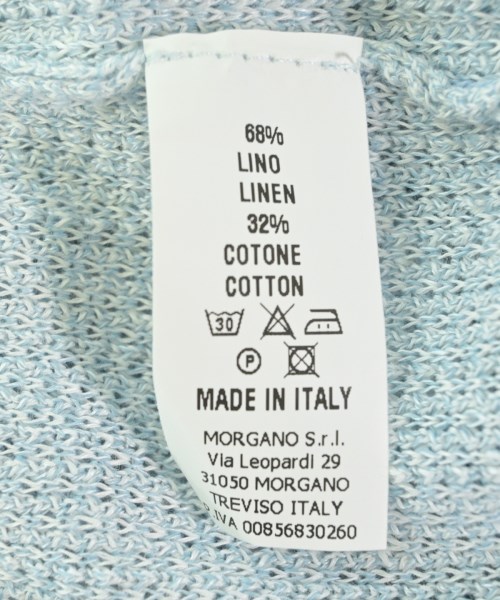 68%
LINO
LINEN
32%
COTONE
COTTON
30
P
MADE IN ITALY
MORGANO S.r.l.
Via Leopardi 29
31050 MORGANO
TREVISO ITALY
P.IVA 00856830260